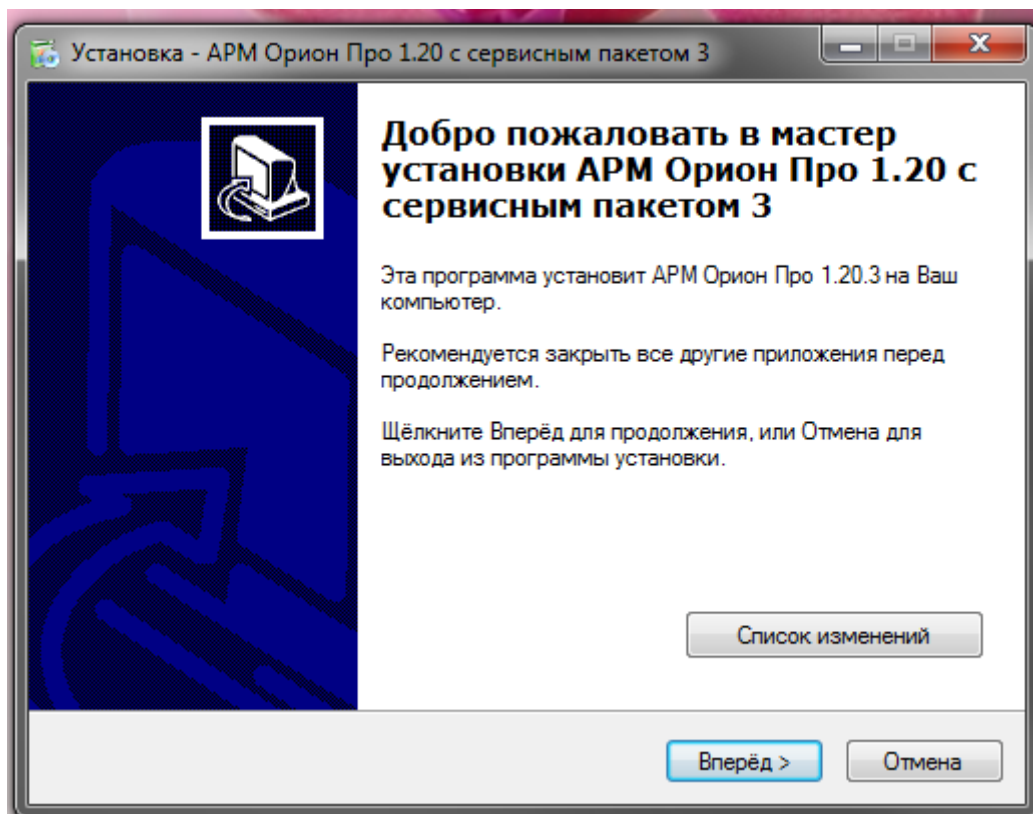 Установка - АРМ Орион Про 1.20 с сервисным пакетом 3
Добро пожаловать в мастер
установки АРМ Орион Про 1.20 с
сервисным пакетом 3
Эта программа установит АРМ Орион Про 1.20.3 на Ваш
компьютер.
Рекомендуется закрыть все другие приложения перед
продолжением.
Щёлкните Вперёд для продолжения, или Отмена для
выхода из программы установки.
Список изменений
Вперёд >
Отмена